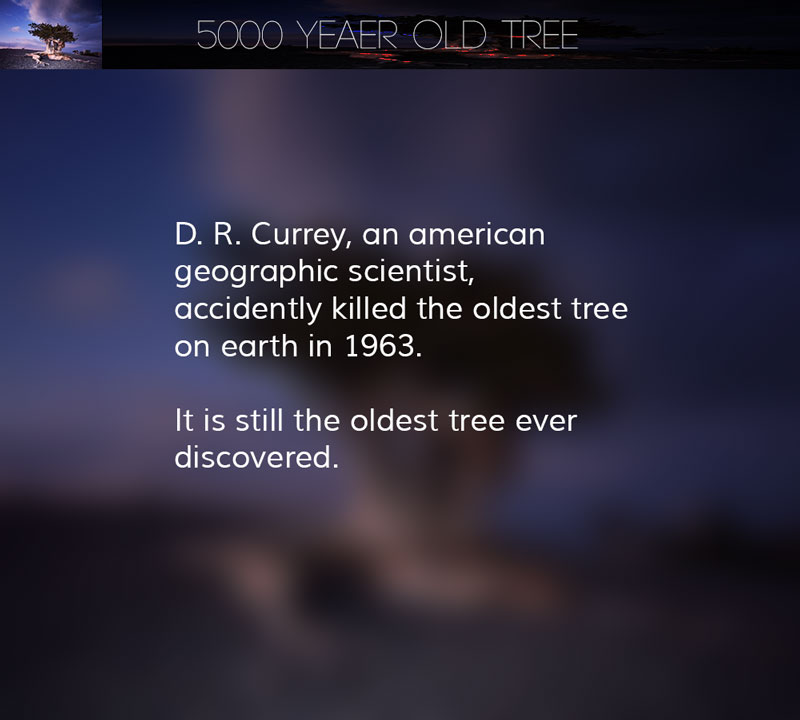 5000 YEAER OLD TREE
D. R. Currey, an american
geographic scientist,
accidently killed the oldest tree
on earth in 1963.
It is still the oldest tree ever
discovered.